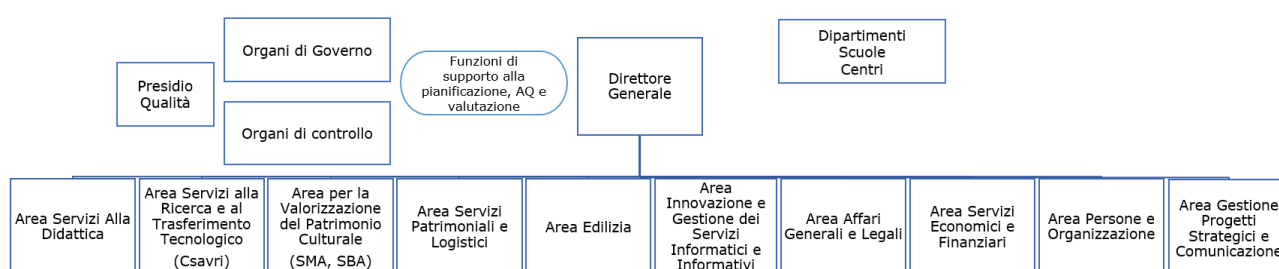 Organi di Governo
Presidio
Qualità
Organi di controllo
Funzioni di
supporto alla
pianificazione, AQ e
valutazione
Direttore
Generale
Dipartimenti
Scuole
Centri
Area Servizi Alla
Didattica
Area Servizi alla
Ricerca e al
Trasferimento
Tecnologico
(Csavri)
Area per la
Valorizzazione
del Patrimonio
Culturale
(SMA, SBA)
Area Servizi
Patrimoniali e
Logistici
Area Edilizia
Area
Innovazione e
Gestione dei
Servizi
Informatici e
Informativi
Area Affari
Generali e Legali
Area Servizi
Economici e
Finanziari
Area Persone e
Organizzazione
Area Gestione
Progetti
Strategici e
Comunicazione